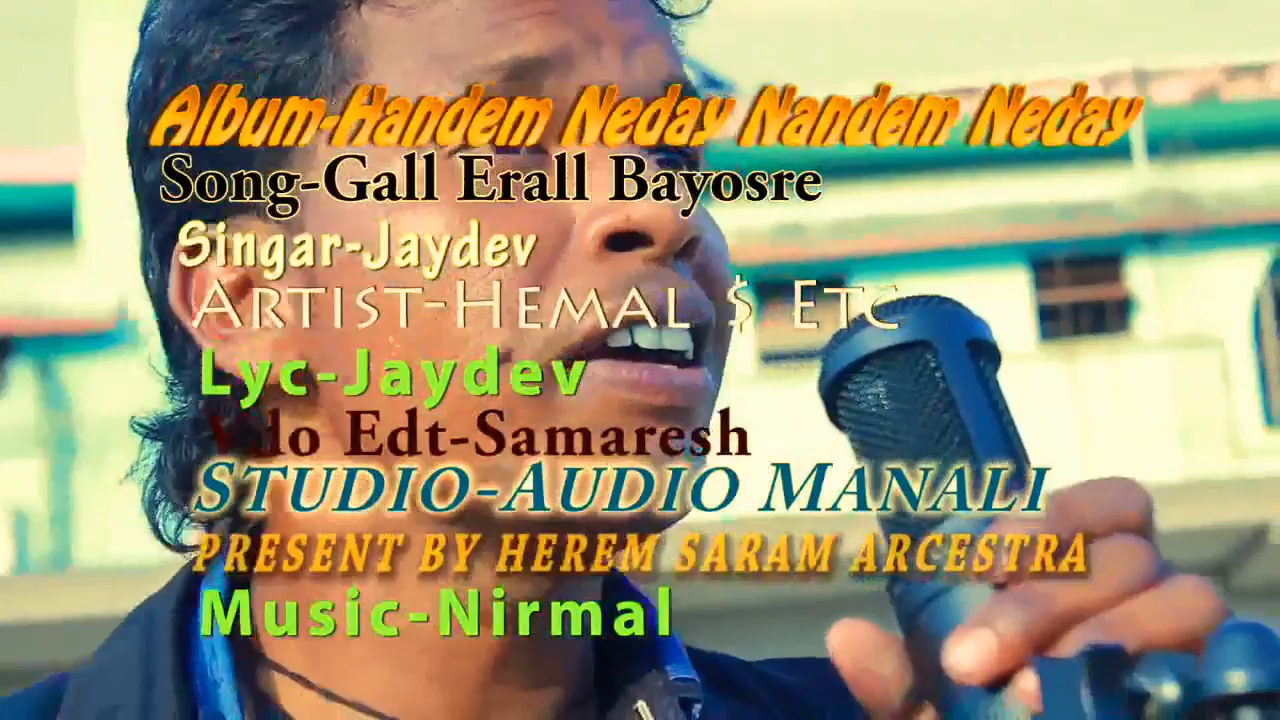 Album-Handem Neday Nandem Neday
Song-Gall Erall Bayosre
Singar-Jaydev
Artist-Hemal $ Etc
Lyc-Jaydev
Vdo Edt-Samaresh
Studio-Audio Manali
PRESENT BY HEREM SARAM ARCESTRA
Music-Nirmal